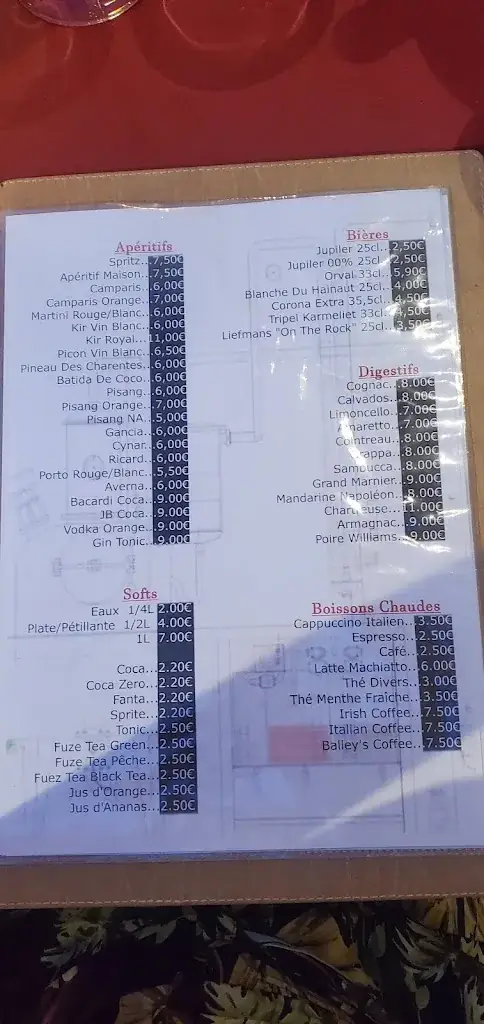 Apéritifs
Spritz...7,50€
Apéritif Maison...7,50€
Camparis...6,00€
Camparis Orange...7,00€
Martini Rouge/Blanc...6,00€
Kir Vin Blanc...6,00€
Kir Royal...11,00€
Picon Vin Blanc...6,50€
Pineau Des Charentes...6,00€
Batida De Coco...6,00€
Pisang...6,00€
Pisang Orange...7,00€
Pisang NA...5,00€
Gancia...6,00€
Cynar...6,00€
Ricard...6,00€
Porto Rouge/Blanc...5,50€
Averna...6,00€
Bacardi Coca...9.00€
JB Coca...9.00€
Vodka Orange...9.00€
Gin Tonic...9.00€
Softs
Eaux 1/4L 2.00€
Plate/Pétillante 1/2L 4.00€
1L 7.00€
Coca...2.20€
Coca Zero...2.20€
Fanta...2.20€
Sprite...2.20€
Tonic...2.50€
Fuze Tea Green...2.50€
Fuze Tea Pêche...2.50€
Fuez Tea Black Tea...2.50€
Jus d'Orange...2.50€
Jus d'Ananas...2.50€
Bières
Jupiler 25cl...2,50€
Jupiler 00% 25cl...2,50€
Orval 33cl...5,90€
Blanche Du Hainaut 25cl...4,00€
Corona Extra 35,5cl...4,50€
Tripel Karmeliet 33cl...4,50€
Liefmans "On The Rock" 25cl...3,50€
Digestifs
Cognac...8.00€
Calvados...8,00€
Limoncello...7.00€
Amaretto...7.00€
Cointreau...8.00€
Grappa...8.00€
Sambucca...8.00€
Grand Marnier...9.00€
Mandarine Napoléon...8.00€
Chartreuse...11.00€
Armagnac...9.00€
Poire Williams...9.00€
Boissons Chaudes
Cappuccino Italien...3.50€
Espresso...2.50€
Café...2.50€
Latte Machiatto...6.00€
Thé Divers...3.00€
Thé Menthe Fraîche...3.50€
Irish Coffee...7.50€
Italian Coffee...7.50€
Bailey's Coffee...7.50€